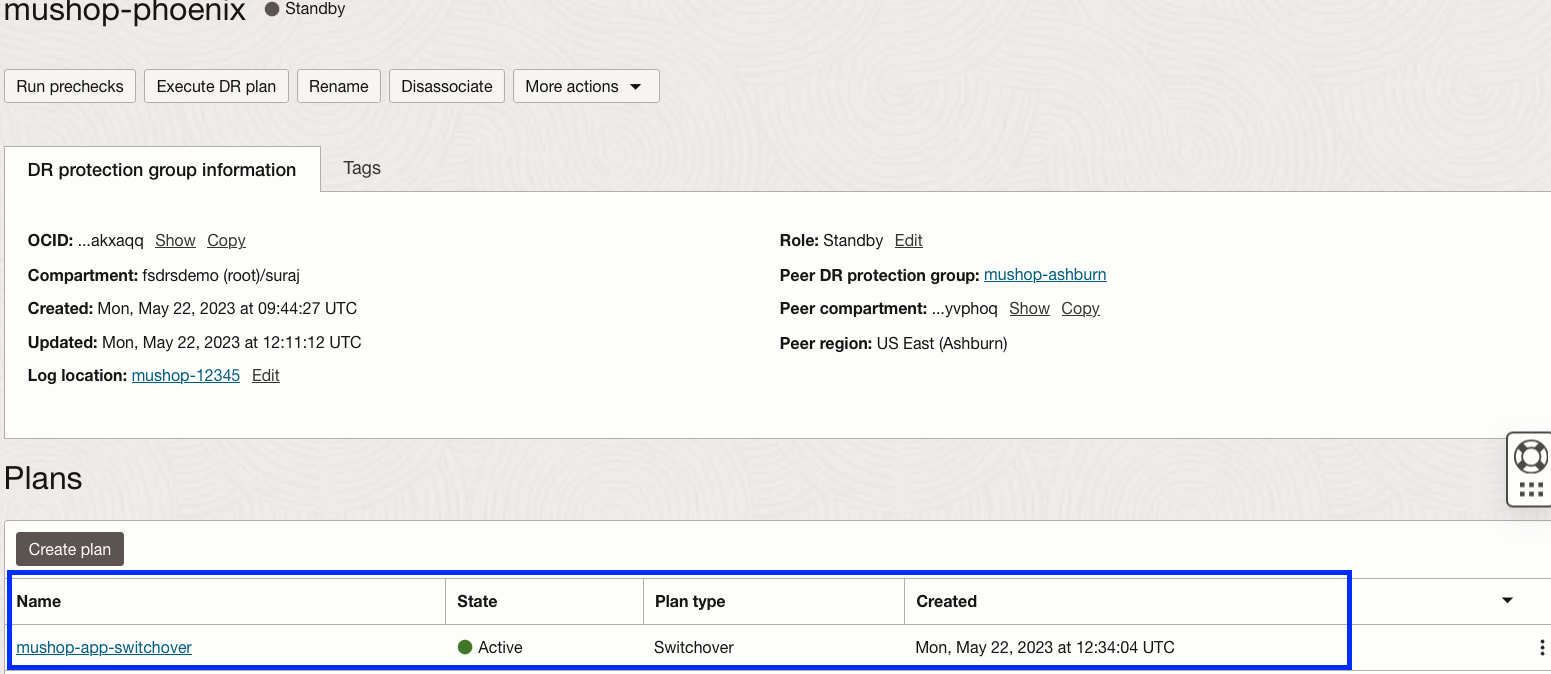 mushop-phoenix Standby
Run prechecks Execute DR plan Rename Disassociate More actions
DR protection group information Tags
OCID: ...akxaqq Show Copy
Compartment: fsdrsdemo (root)/suraj
Created: Mon, May 22, 2023 at 09:44:27 UTC
Updated: Mon, May 22, 2023 at 12:11:12 UTC
Log location: mushop-12345 Edit
Role: Standby Edit
Peer DR protection group: mushop-ashburn
Peer compartment: ...yvphoq Show Copy
Peer region: US East (Ashburn)
Plans
Create plan
Name State Plan type Created
mushop-app-switchover Active Switchover Mon, May 22, 2023 at 12:34:04 UTC